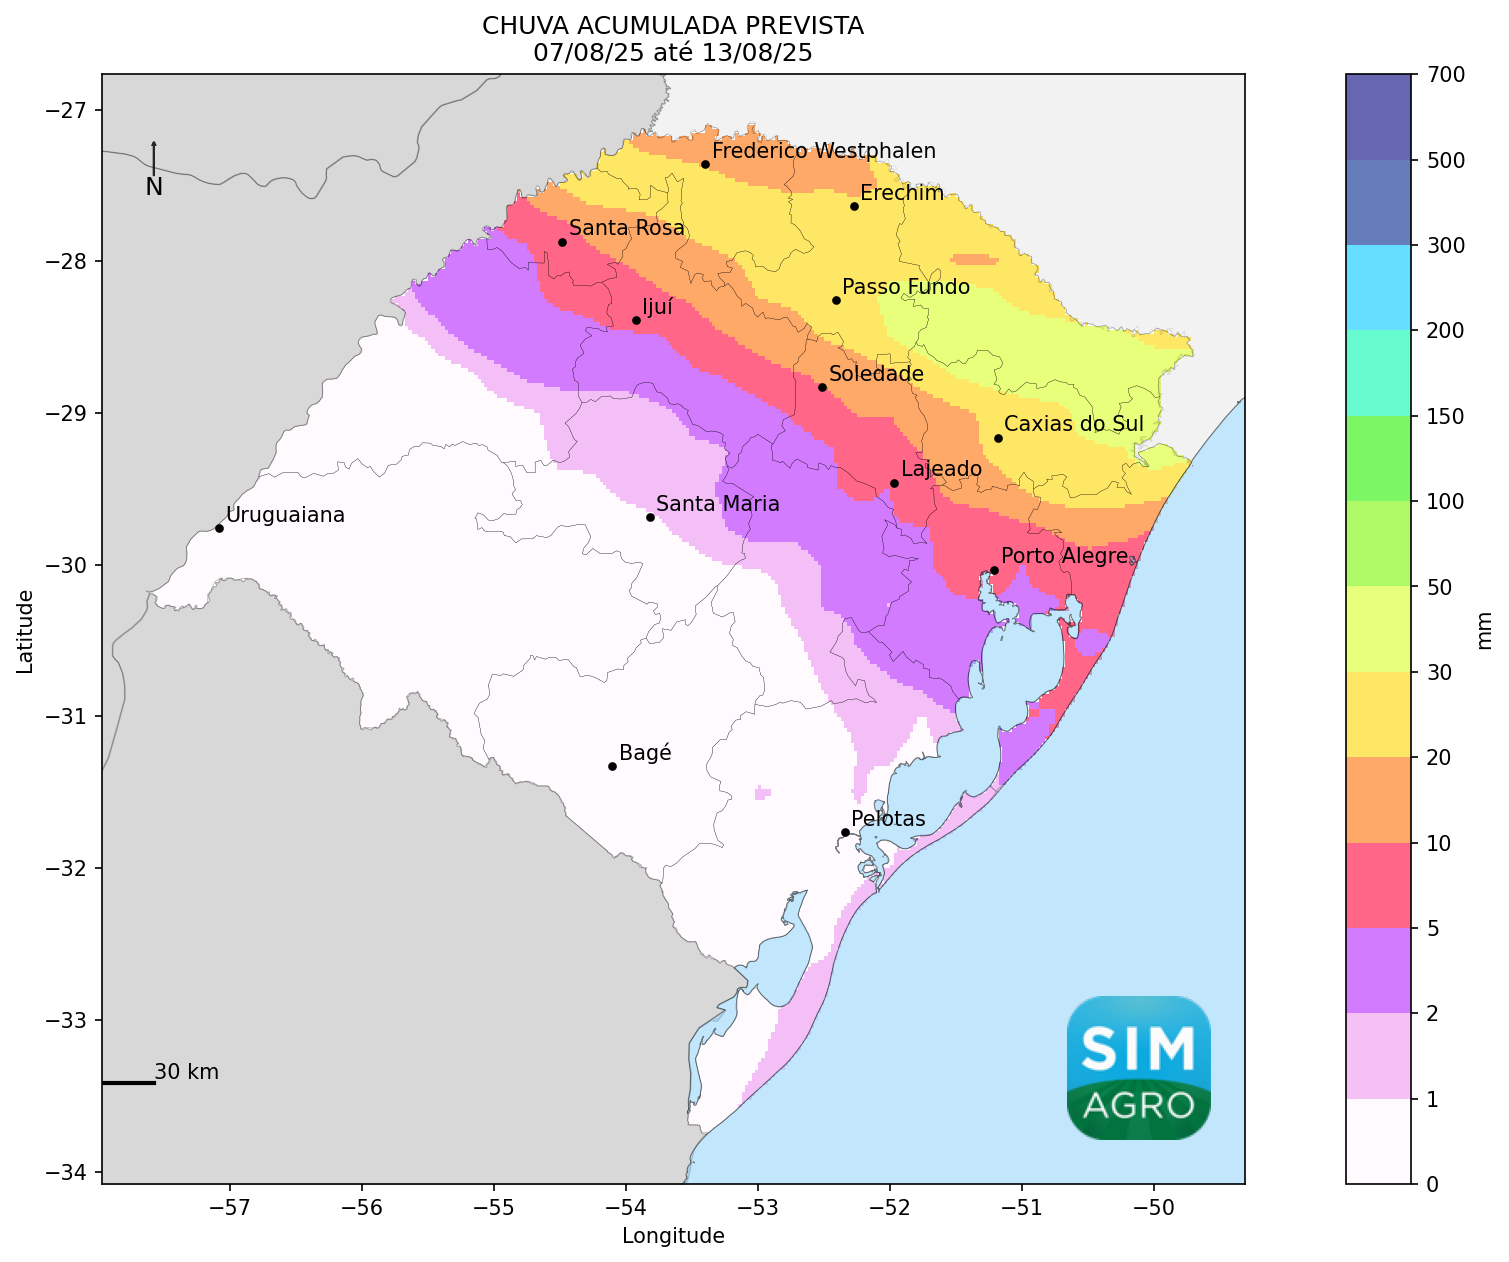 CHUVA ACUMULADA PREVISTA
07/08/25 até 13/08/25
−27
−28
−29
−30
−31
−32
−33
−34
Latitude
N
Frederico Westphalen
Erechim
Santa Rosa
Passo Fundo
Ijuí
Soledade
Caxias do Sul
Lajeado
Santa Maria
Uruguaiana
Porto Alegre
Bagé
Pelotas
30 km
SIM
AGRO
−57
−56
−55
−54
−53
−52
−51
−50
Longitude
700
500
300
200
150
100
50
30
20
10
5
2
1
0
mm